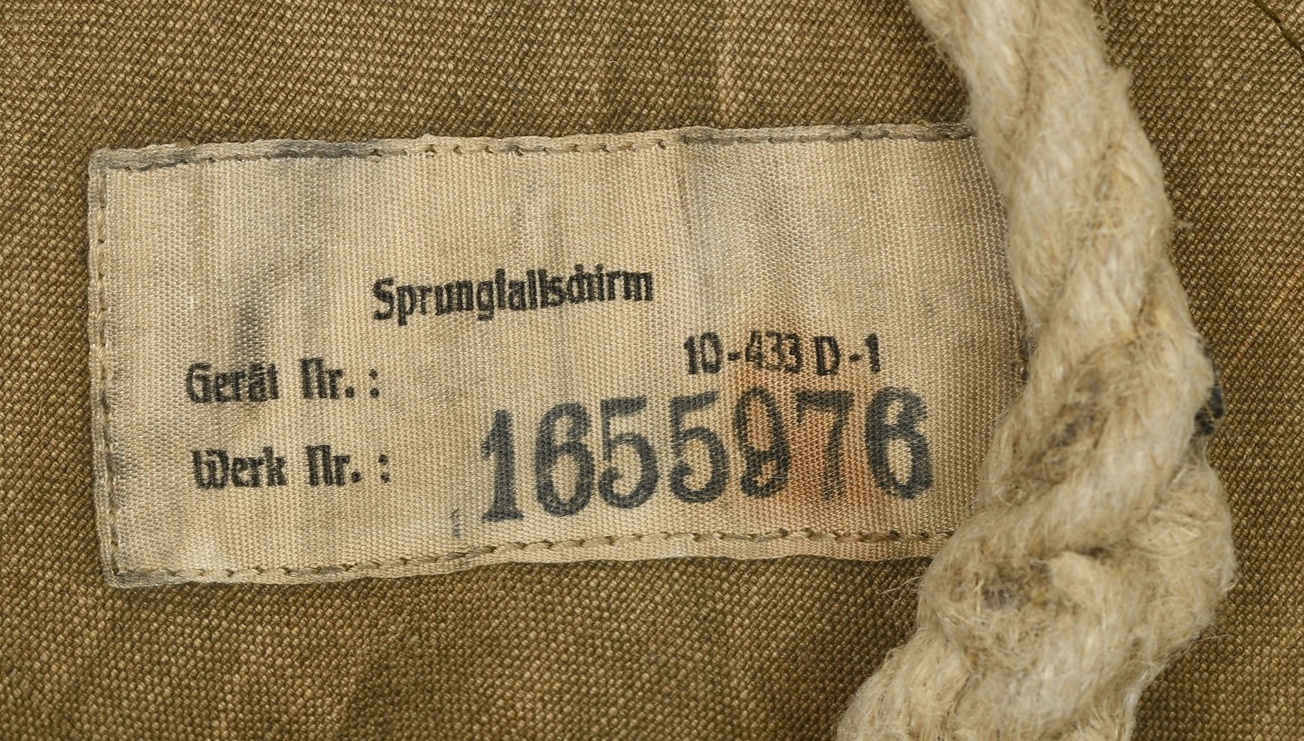 Sprungfallschirm
Gerät Nr. : 10-433 D-1
Werk Nr. : 1655976